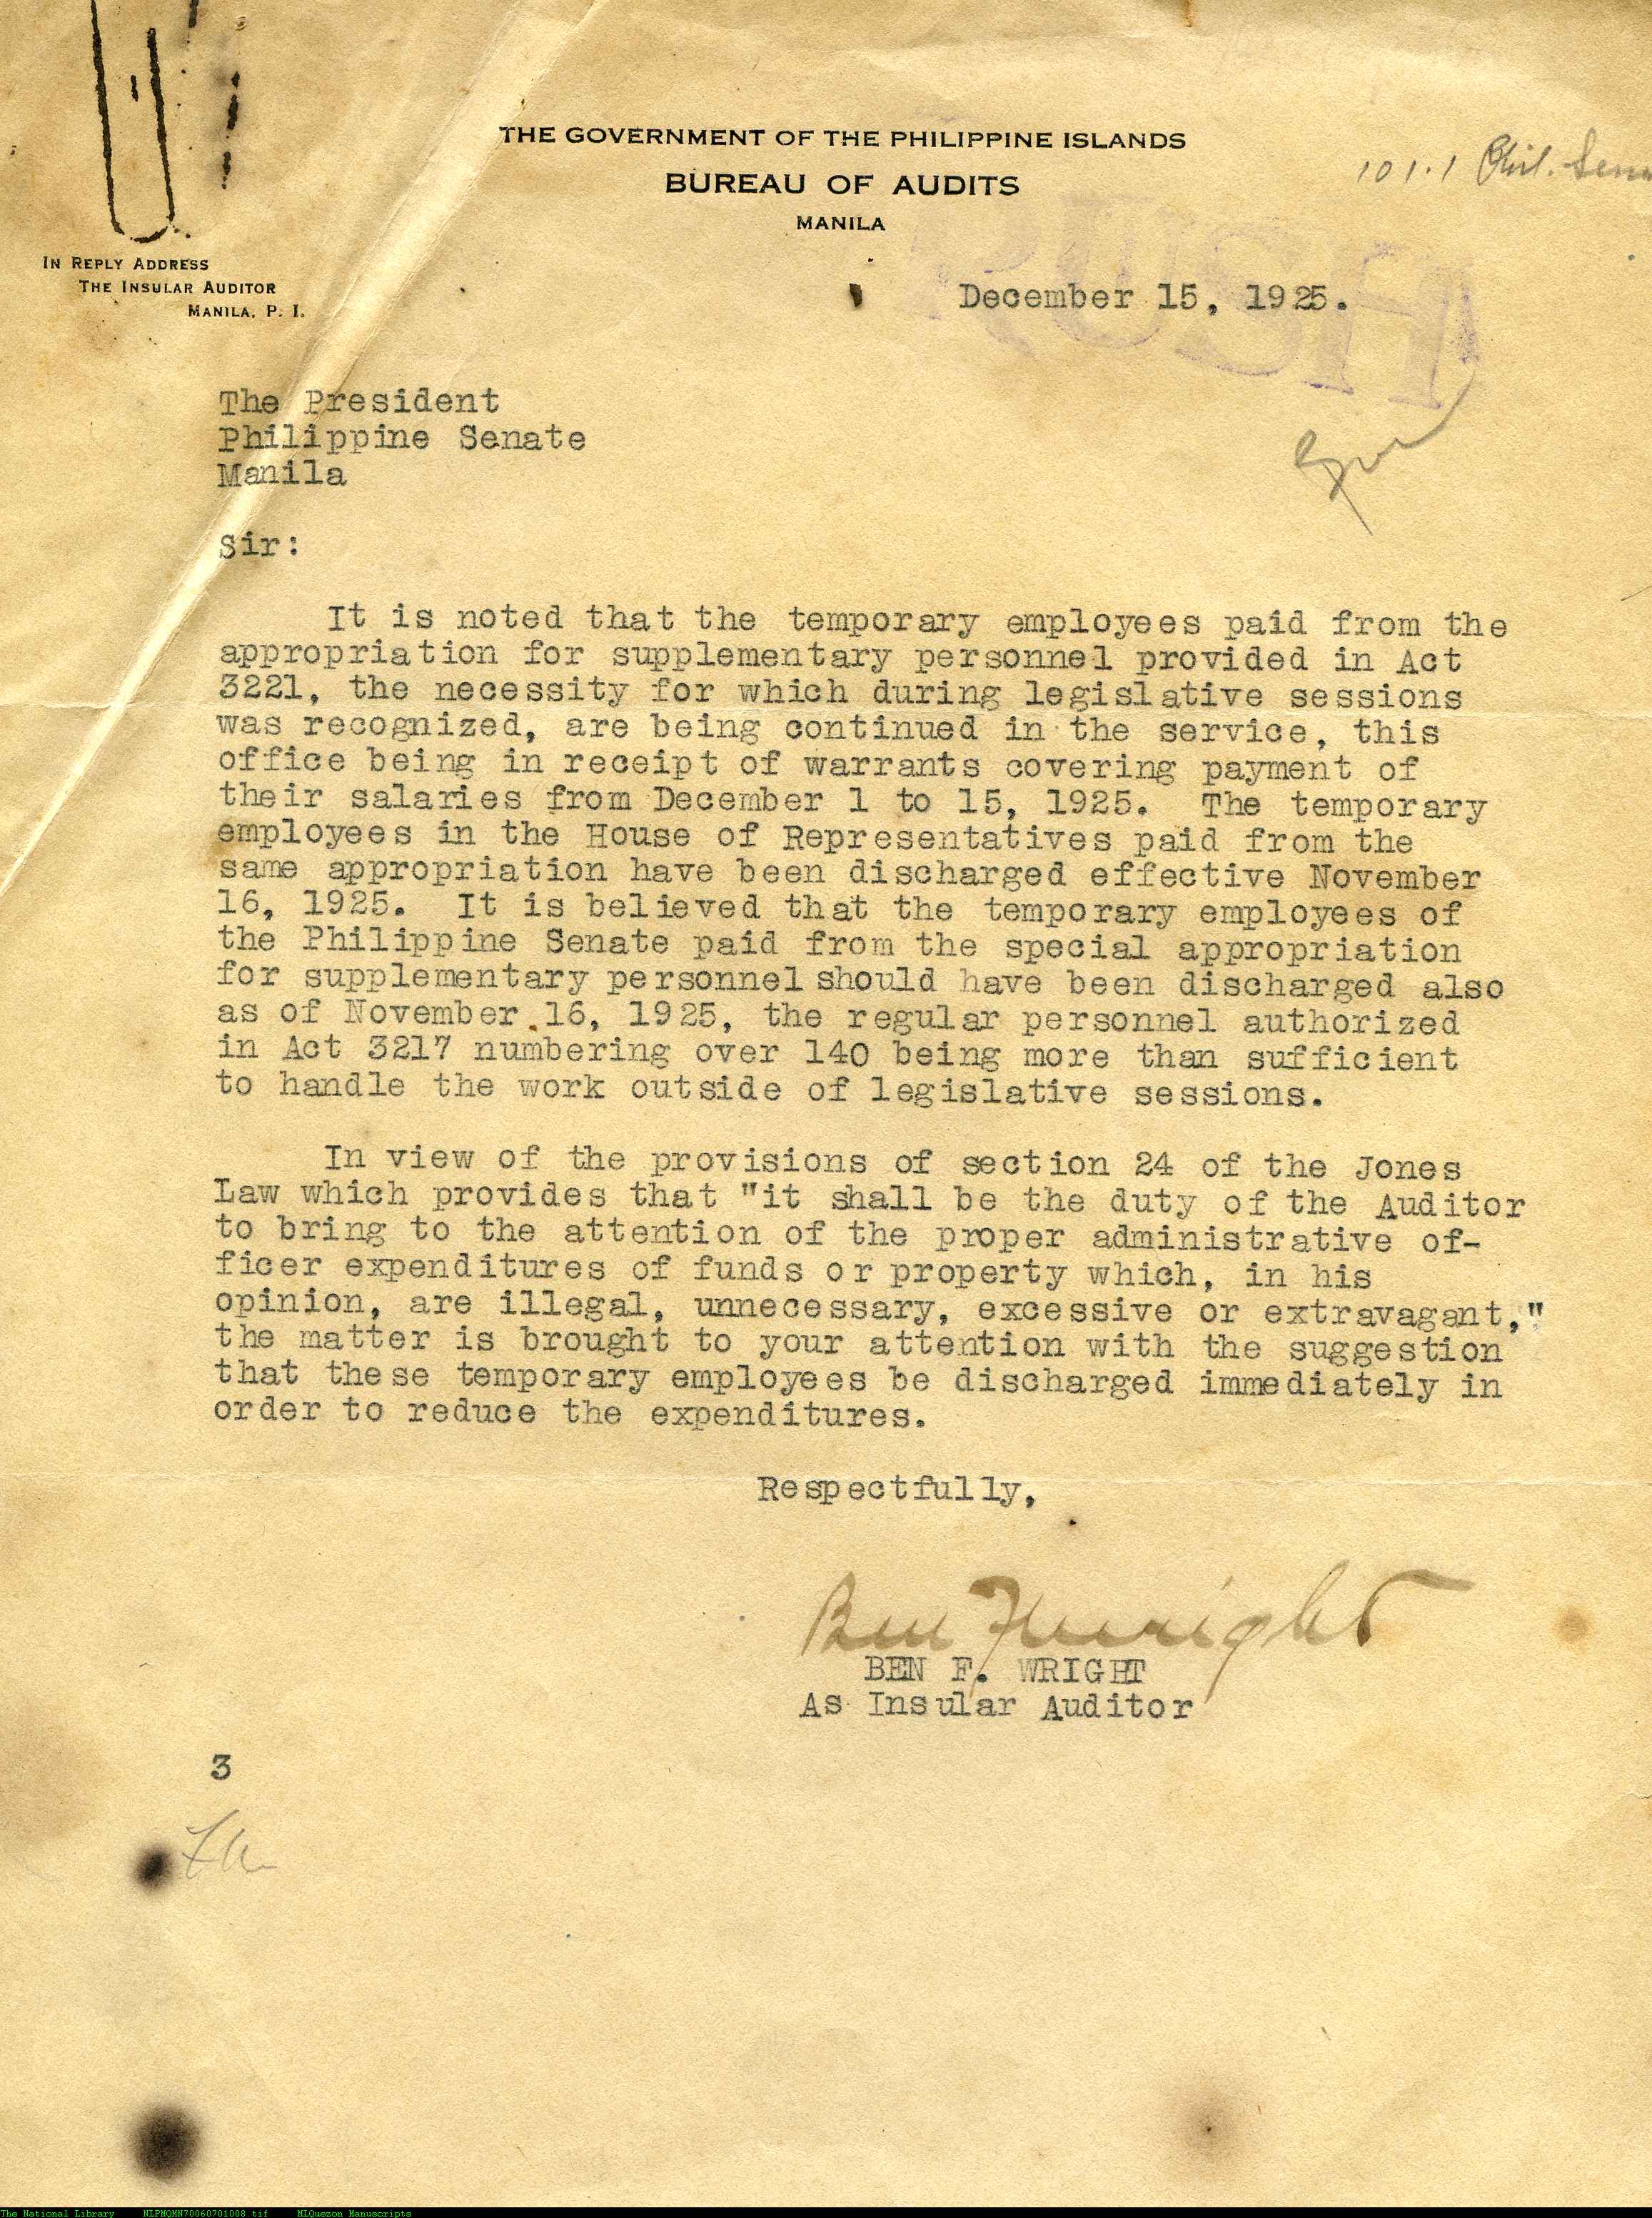 THE GOVERNMENT OF THE PHILIPPINE ISLANDS
BUREAU OF AUDITS
MANILA
101.1 Phil.
IN REPLY ADDRESS
THE INSULAR AUDITOR
MANILA, P. I.
RUSH
December 15, 1925.
The President
Philippine Senate
Manila
Sir:
It is noted that the temporary employees paid from the
appropriation for supplementary personnel provided in Act
3221, the necessity for which during legislative sessions
was recognized, are being continued in the service, this
office being in receipt of warrants covering payment of
their salaries from December 1 to 15, 1925. The temporary
employees in the House of Representatives paid from the
same appropriation have been discharged effective November
16, 1925. It is believed that the temporary employees of
the Philippine Senate paid from the special appropriation
for supplementary personnel should have been discharged also
as of November 16, 1925, the regular personnel authorized
in Act 3217 numbering over 140 being more than sufficient
to handle the work outside of legislative sessions.
In view of the provisions of section 24 of the Jones
Law which provides that "it shall be the duty of the Auditor
to bring to the attention of the proper administrative of-
ficer expenditures of funds or property which, in his
opinion, are illegal, unnecessary, excessive or extravagant,"
the matter is brought to your attention with the suggestion
that these temporary employees be discharged immediately in
order to reduce the expenditures.
Respectfully,
Ben F Wright
BEN F. WRIGHT
As Insular Auditor
3
The National Library NLPMQMN70060701008.tif MLQuezon Manuscripts